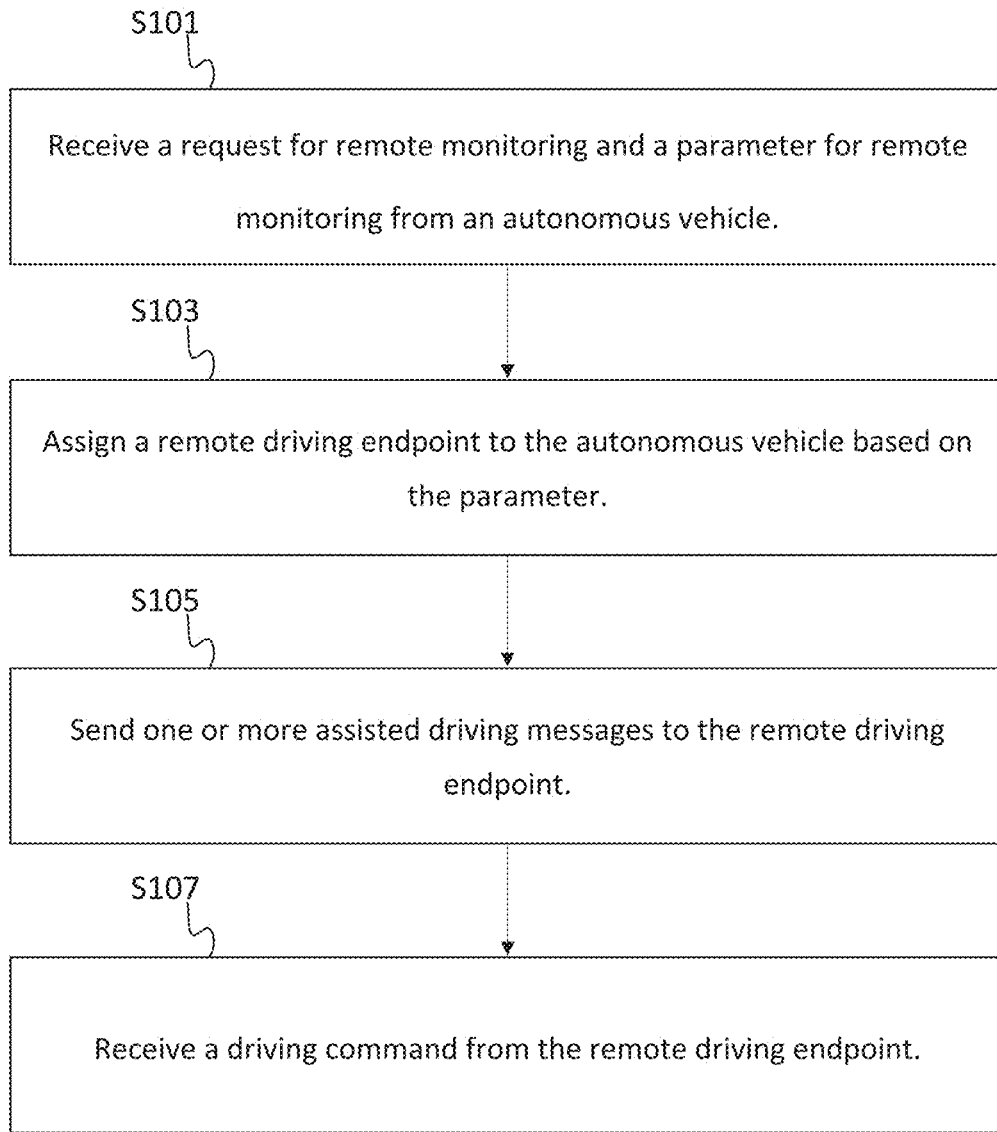 S101
Receive a request for remote monitoring and a parameter for remote
monitoring from an autonomous vehicle.
S103
Assign a remote driving endpoint to the autonomous vehicle based on
the parameter.
S105
Send one or more assisted driving messages to the remote driving
endpoint.
S107
Receive a driving command from the remote driving endpoint.